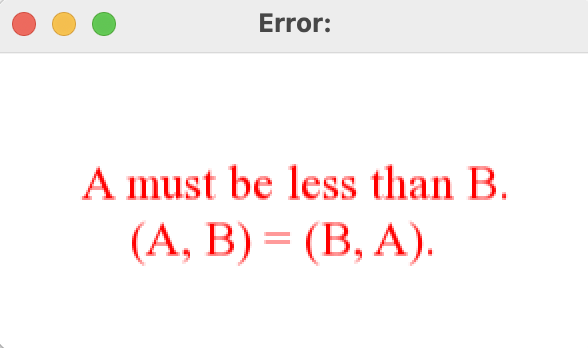 Error:
A must be less than B.
(A, B) = (B, A).